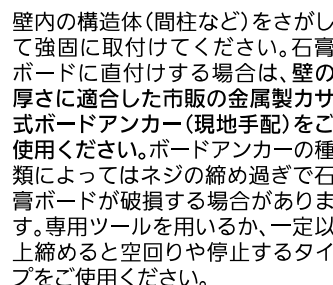 壁内の構造体（間柱など）をさがし
て強固に取付けてください。石膏
ボードに直付けする場合は、壁の
厚さに適合した市販の金属製カサ
式ボードアンカー（現地手配）をご
使用ください。ボードアンカーの種
類によってはネジの締め過ぎで石
膏ボードが破損する場合がありま
す。専用ツールを用いるか、一定以
上締めると空回りや停止するタイ
プをご使用ください。